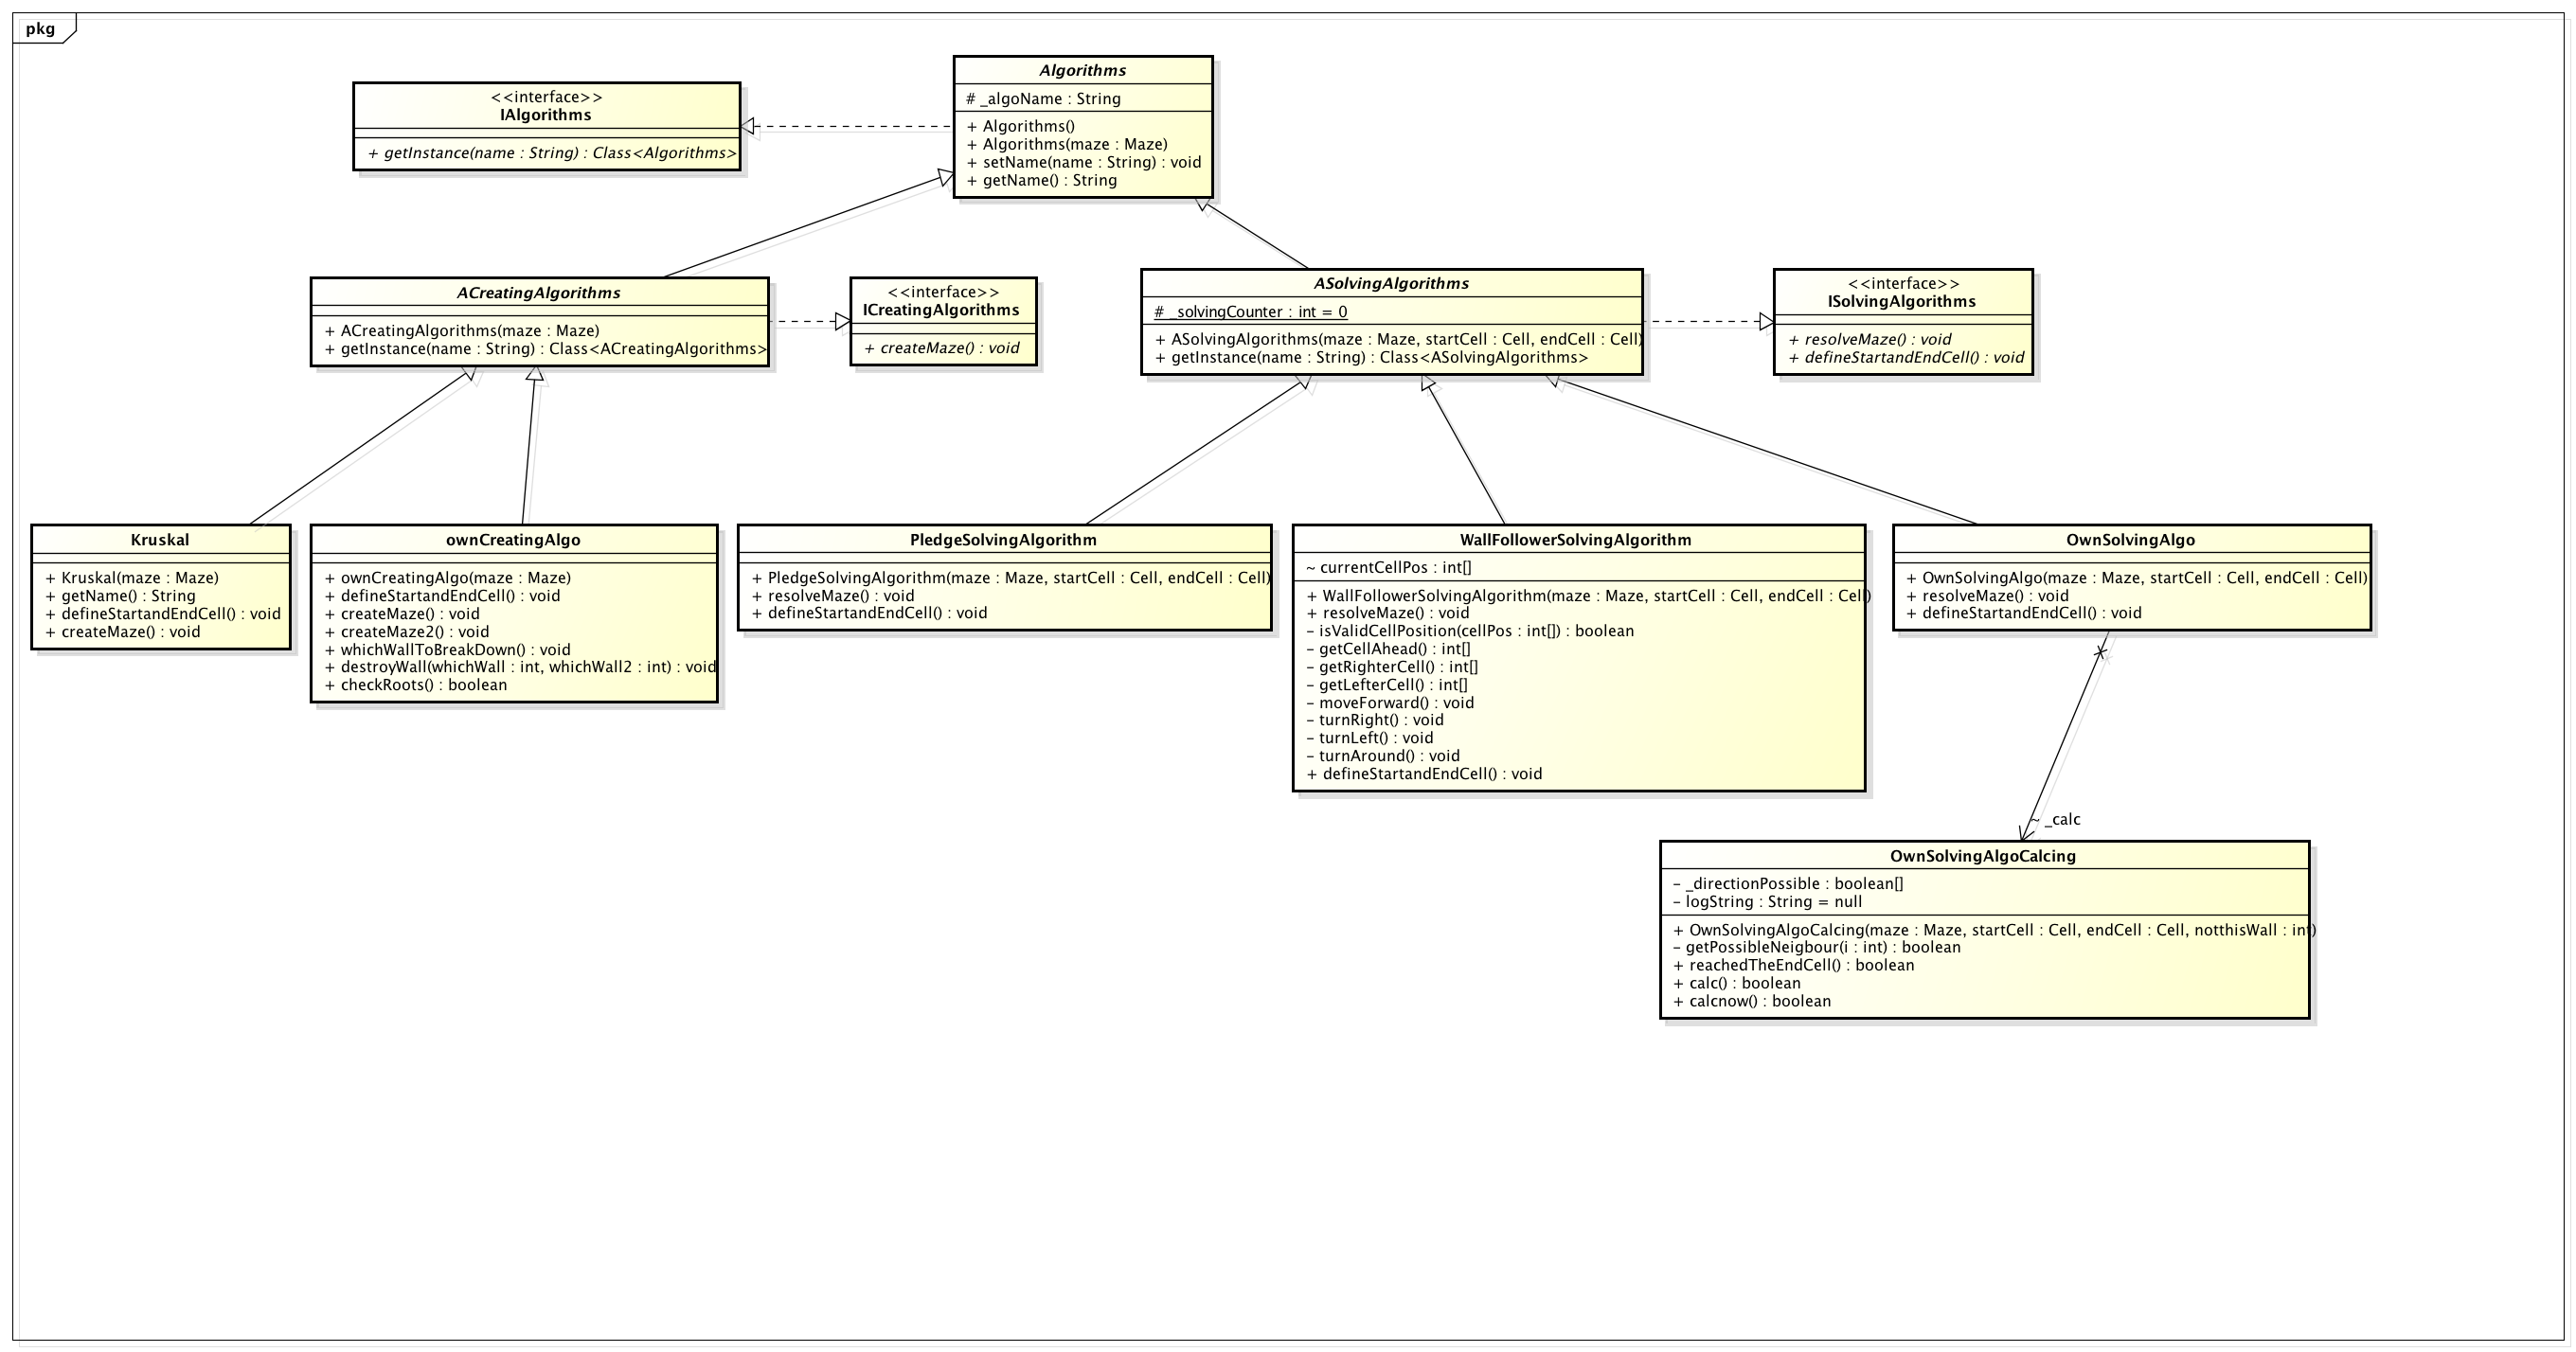 pkg
<<interface>>
IAlgorithms
+ getInstance(name : String) : Class<Algorithms>
Algorithms
# _algoName : String
+ Algorithms()
+ Algorithms(maze : Maze)
+ setName(name : String) : void
+ getName() : String
ACreatingAlgorithms
+ ACreatingAlgorithms(maze : Maze)
+ getInstance(name : String) : Class<ACreatingAlgorithms>
<<interface>>
ICreatingAlgorithms
+ createMaze() : void
ASolvingAlgorithms
# _solvingCounter : int = 0
+ ASolvingAlgorithms(maze : Maze, startCell : Cell, endCell : Cell)
+ getInstance(name : String) : Class<ASolvingAlgorithms>
<<interface>>
ISolvingAlgorithms
+ resolveMaze() : void
+ defineStartandEndCell() : void
Kruskal
+ Kruskal(maze : Maze)
+ getName() : String
+ defineStartandEndCell() : void
+ createMaze() : void
ownCreatingAlgo
+ ownCreatingAlgo(maze : Maze)
+ defineStartandEndCell() : void
+ createMaze() : void
+ createMaze2() : void
+ whichWallToBreakDown() : void
+ destroyWall(whichWall : int, whichWall2 : int) : void
+ checkRoots() : boolean
PledgeSolvingAlgorithm
+ PledgeSolvingAlgorithm(maze : Maze, startCell : Cell, endCell : Cell)
+ resolveMaze() : void
+ defineStartandEndCell() : void
WallFollowerSolvingAlgorithm
~ currentCellPos : int[]
+ WallFollowerSolvingAlgorithm(maze : Maze, startCell : Cell, endCell : Cell)
+ resolveMaze() : void
- isValidCellPosition(cellPos : int[]) : boolean
- getCellAhead() : int[]
- getRighterCell() : int[]
- getLefterCell() : int[]
- moveForward() : void
- turnRight() : void
- turnLeft() : void
- turnAround() : void
+ defineStartandEndCell() : void
OwnSolvingAlgo
+ OwnSolvingAlgo(maze : Maze, startCell : Cell, endCell : Cell)
+ resolveMaze() : void
+ defineStartandEndCell() : void
~ _calc
OwnSolvingAlgoCalcing
- _directionPossible : boolean[]
- logString : String = null
+ OwnSolvingAlgoCalcing(maze : Maze, startCell : Cell, endCell : Cell, notthisWall : int)
- getPossibleNeigbour(i : int) : boolean
+ reachedTheEndCell() : boolean
+ calc() : boolean
+ calcnow() : boolean